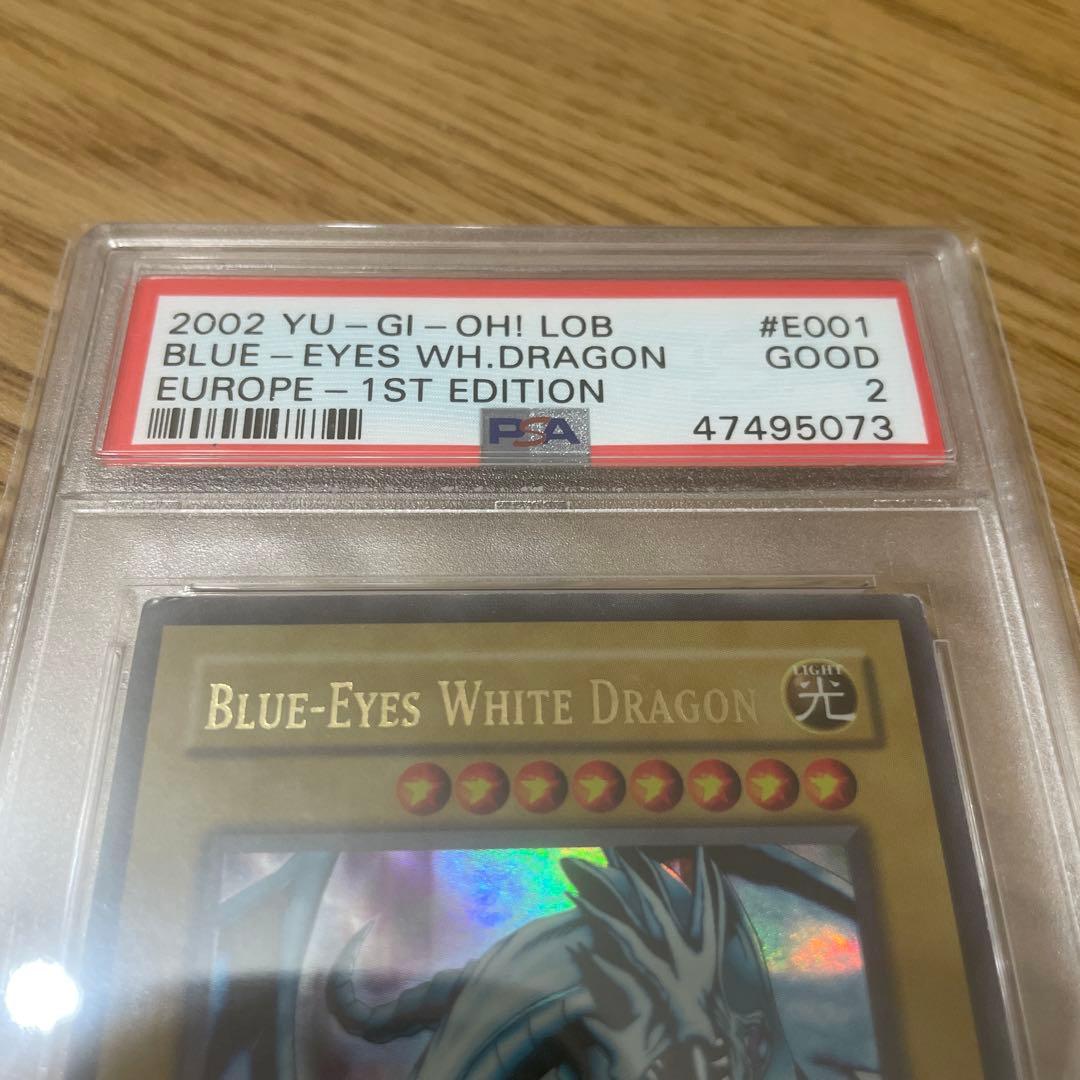 2002 YU-GI-OH! LOB #E001
BLUE-EYES WH.DRAGON GOOD
EUROPE-1ST EDITION 2
PSA 47495073
BLUE-EYES WHITE DRAGON
LIGHT
光